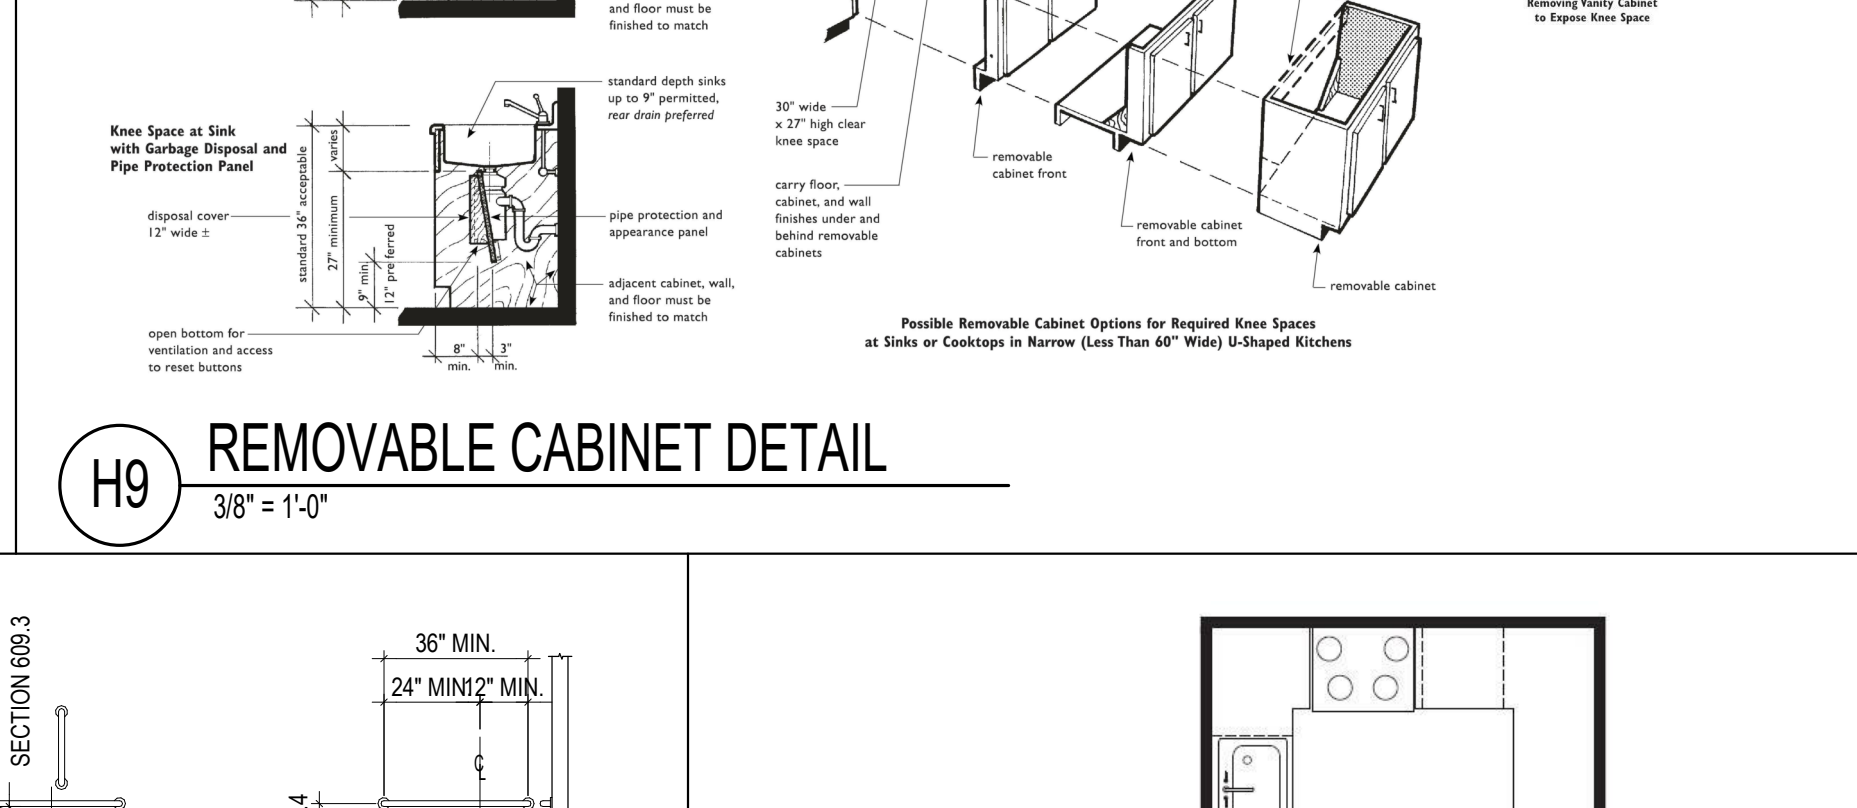 and floor must be
finished to match
Removing Vanity Cabinet
to Expose Knee Space
standard depth sinks
up to 9" permitted,
rear drain preferred
Knee Space at Sink
with Garbage Disposal and
Pipe Protection Panel
standard 36" acceptable
varies
27" minimum
9" min.
12" preferred
disposal cover
12" wide ±
pipe protection and
appearance panel
adjacent cabinet, wall,
and floor must be
finished to match
open bottom for
ventilation and access
to reset buttons
8"
min.
3"
min.
30" wide
x 27" high clear
knee space
carry floor,
cabinet, and wall
finishes under and
behind removable
cabinets
removable
cabinet front
removable cabinet
front and bottom
removable cabinet
Possible Removable Cabinet Options for Required Knee Spaces
at Sinks or Cooktops in Narrow (Less Than 60" Wide) U-Shaped Kitchens
H9
REMOVABLE CABINET DETAIL
3/8" = 1'-0"
SECTION 609.3
36" MIN.
24" MIN.
12" MIN.
CL